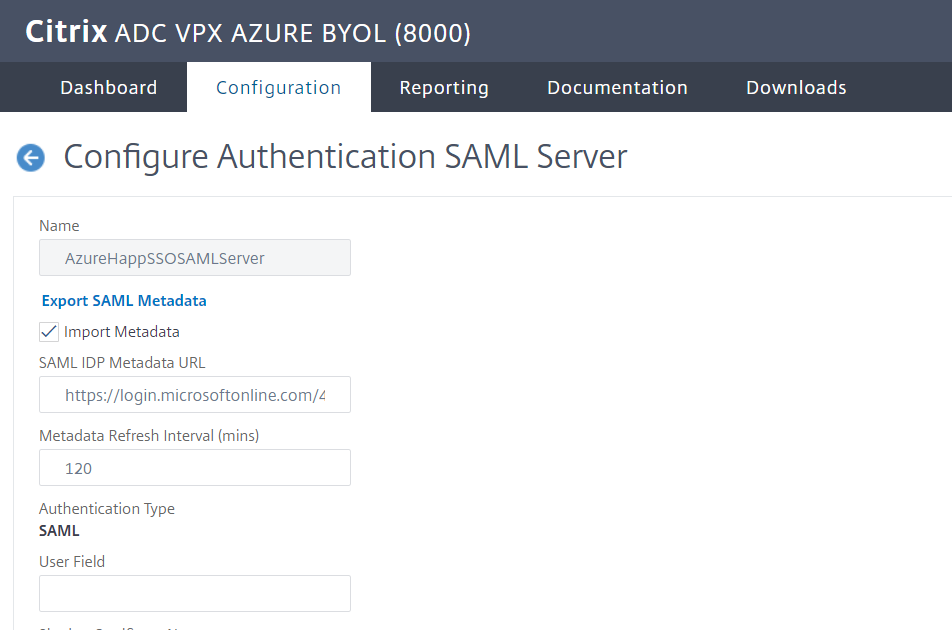 Citrix ADC VPX AZURE BYOL (8000)
Dashboard Configuration Reporting Documentation Downloads
Configure Authentication SAML Server
Name
AzureHappSSOSAMLServer
Export SAML Metadata
Import Metadata
SAML IDP Metadata URL
https://login.microsoftonline.com/4
Metadata Refresh Interval (mins)
120
Authentication Type
SAML
User Field